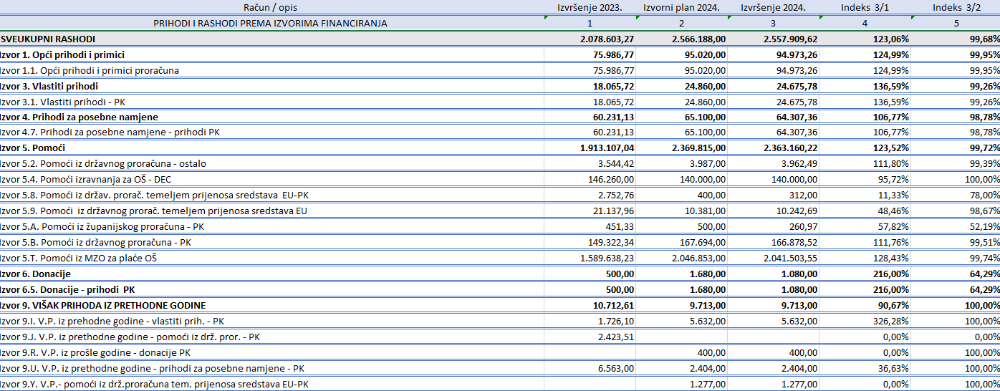 Račun / opis Izvršenje 2023. Izvorni plan 2024. Izvršenje 2024. Indeks 3/1 Indeks 3/2
PRIHODI I RASHODI PREMA IZVORIMA FINANCIRANJA 1 2 3 4 5
SVEUKUPNI RASHODI 2.078.603,27 2.566.188,00 2.557.909,62 123,06% 99,68%
Izvor 1. Opći prihodi i primici 75.986,77 95.020,00 94.973,26 124,99% 99,95%
Izvor 1.1. Opći prihodi i primici proračuna 75.986,77 95.020,00 94.973,26 124,99% 99,95%
Izvor 3. Vlastiti prihodi 18.065,72 24.860,00 24.675,78 136,59% 99,26%
Izvor 3.1. Vlastiti prihodi - PK 18.065,72 24.860,00 24.675,78 136,59% 99,26%
Izvor 4. Prihodi za posebne namjene 60.231,13 65.100,00 64.307,36 106,77% 98,78%
Izvor 4.7. Prihodi za posebne namjene - prihodi PK 60.231,13 65.100,00 64.307,36 106,77% 98,78%
Izvor 5. Pomoći 1.913.107,04 2.369.815,00 2.363.160,22 123,52% 99,72%
Izvor 5.2. Pomoći iz državnog proračuna - ostalo 3.544,42 3.987,00 3.962,49 111,80% 99,39%
Izvor 5.4. Pomoći izravnanja za OŠ - DEC 146.260,00 140.000,00 140.000,00 95,72% 100,00%
Izvor 5.8. Pomoći iz držav. prorač. temeljem prijenosa sredstava EU-PK 2.752,76 400,00 312,00 11,33% 78,00%
Izvor 5.9. Pomoći iz državnog prorač. temeljem prijenosa sredstava EU 21.137,96 10.381,00 10.242,69 48,46% 98,67%
Izvor 5.A. Pomoći iz županijskog proračuna - PK 451,33 500,00 260,97 57,82% 52,19%
Izvor 5.B. Pomoći iz državnog proračuna - PK 149.322,34 167.694,00 166.878,52 111,76% 99,51%
Izvor 5.T. Pomoći iz MZO za plaće OŠ 1.589.638,23 2.046.853,00 2.041.503,55 128,43% 99,74%
Izvor 6. Donacije 500,00 1.680,00 1.080,00 216,00% 64,29%
Izvor 6.5. Donacije - prihodi PK 500,00 1.680,00 1.080,00 216,00% 64,29%
Izvor 9. VIŠAK PRIHODA IZ PRETHODNE GODINE 10.712,61 9.713,00 9.713,00 90,67% 100,00%
Izvor 9.I. V.P. iz prehodne godine - vlastiti prih. - PK 1.726,10 5.632,00 5.632,00 326,28% 100,00%
Izvor 9.J. V.P. iz prethodne godine - pomoći iz drž. pror. - PK 2.423,51 0,00% 0,00%
Izvor 9.R. V.P. iz prošle godine - donacije PK 400,00 400,00 0,00% 100,00%
Izvor 9.U. V.P. iz prethodne godine - prihodi za posebne namjene - PK 6.563,00 2.404,00 2.404,00 36,63% 100,00%
Izvor 9.Y. V.P.- pomoći iz drž.proračuna tem. prijenosa sredstava EU-PK 1.277,00 1.277,00 0,00% 100,00%